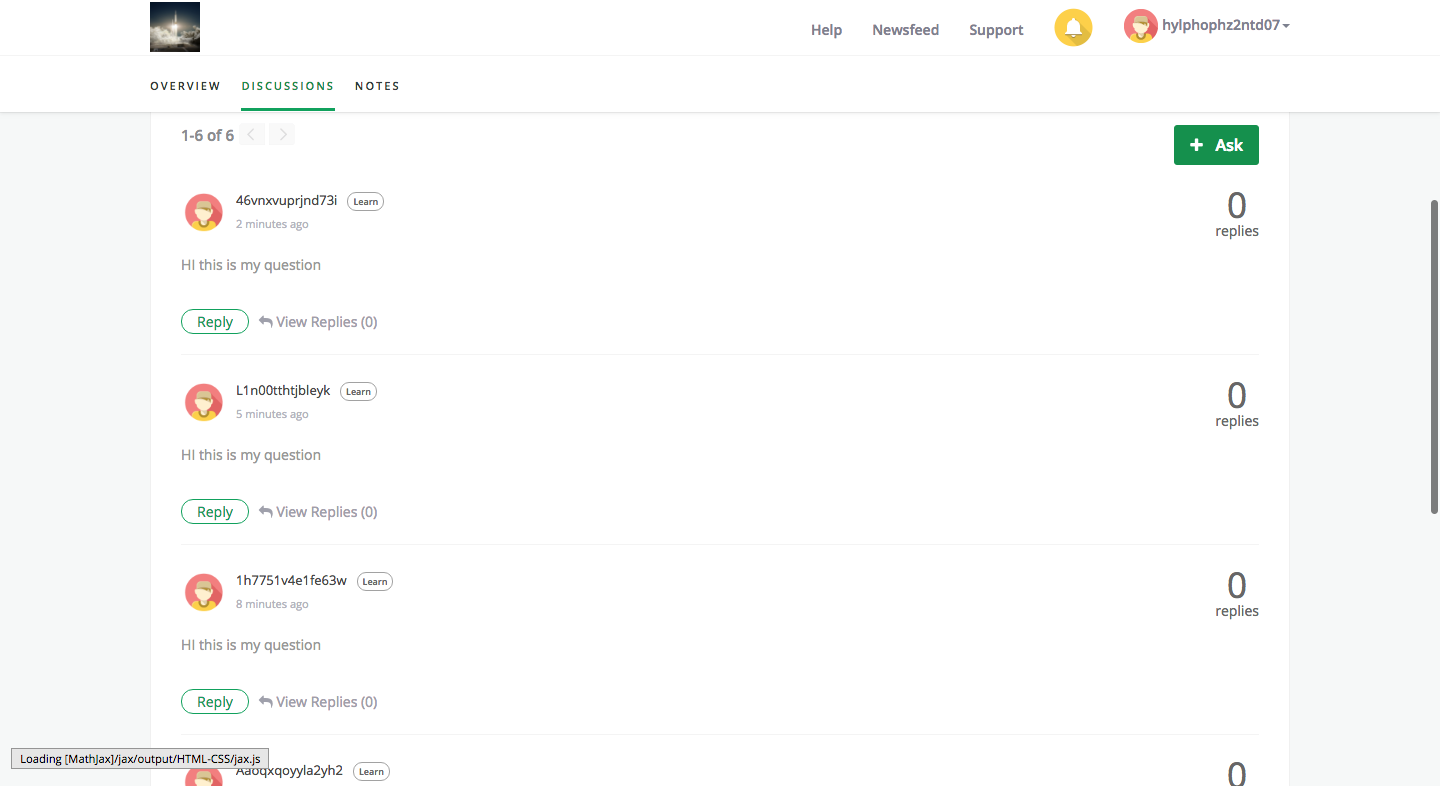 Help Newsfeed Support hylphophz2ntd07
OVERVIEW DISCUSSIONS NOTES
1-6 of 6
+ Ask
46vnxvuprjnd73i Learn
2 minutes ago
0
replies
HI this is my question
Reply View Replies (0)
L1n00tthtjbleyk Learn
5 minutes ago
0
replies
HI this is my question
Reply View Replies (0)
1h7751v4e1fe63w Learn
8 minutes ago
0
replies
HI this is my question
Reply View Replies (0)
Loading [MathJax]/jax/output/HTML-CSS/jax.js
Aaoqxqoyyla2yh2 Learn
0